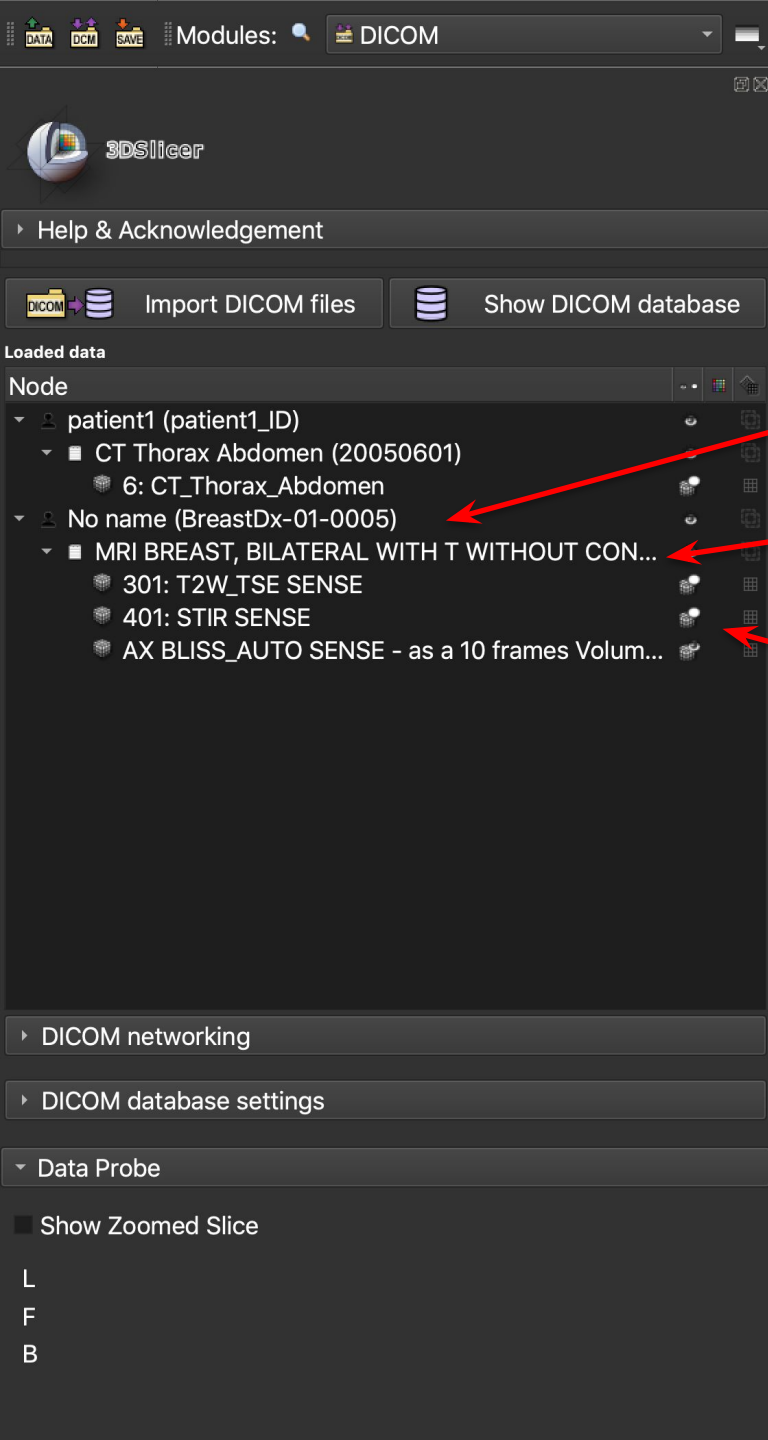 DATA DCM SAVE Modules: DICOM
3DSlicer
Help & Acknowledgement
DICOM Import DICOM files Show DICOM database
Loaded data
Node
patient1 (patient1_ID)
CT Thorax Abdomen (20050601)
6: CT_Thorax_Abdomen
No name (BreastDx-01-0005)
MRI BREAST, BILATERAL WITH T WITHOUT CON...
301: T2W_TSE SENSE
401: STIR SENSE
AX BLISS_AUTO SENSE - as a 10 frames Volum...
DICOM networking
DICOM database settings
Data Probe
Show Zoomed Slice
L
F
B